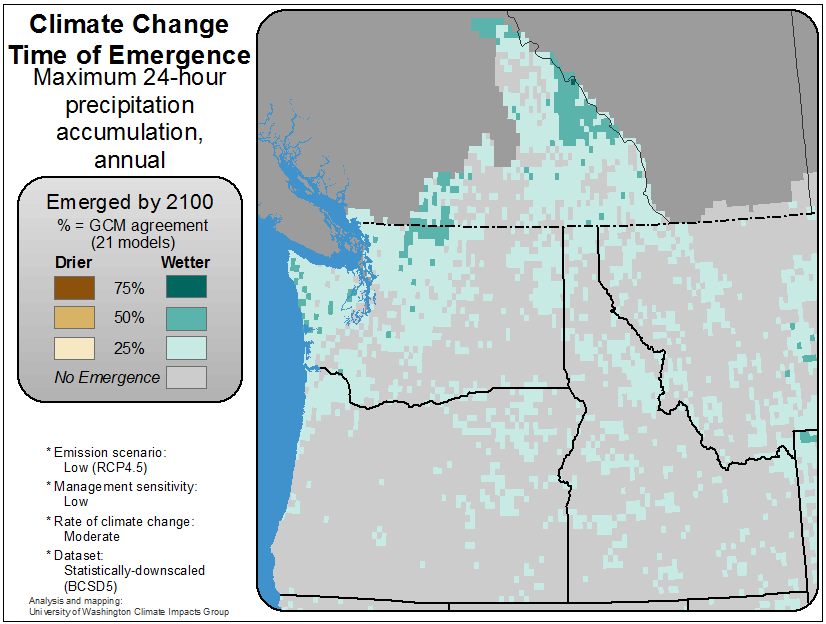 Climate Change
Time of Emergence
Maximum 24-hour
precipitation
accumulation,
annual
Emerged by 2100
% = GCM agreement
(21 models)
Drier Wetter
75%
50%
25%
No Emergence
* Emission scenario:
Low (RCP4.5)
* Management sensitivity:
Low
* Rate of climate change:
Moderate
* Dataset:
Statistically-downscaled
(BCSD5)
Analysis and mapping:
University of Washington Climate Impacts Group